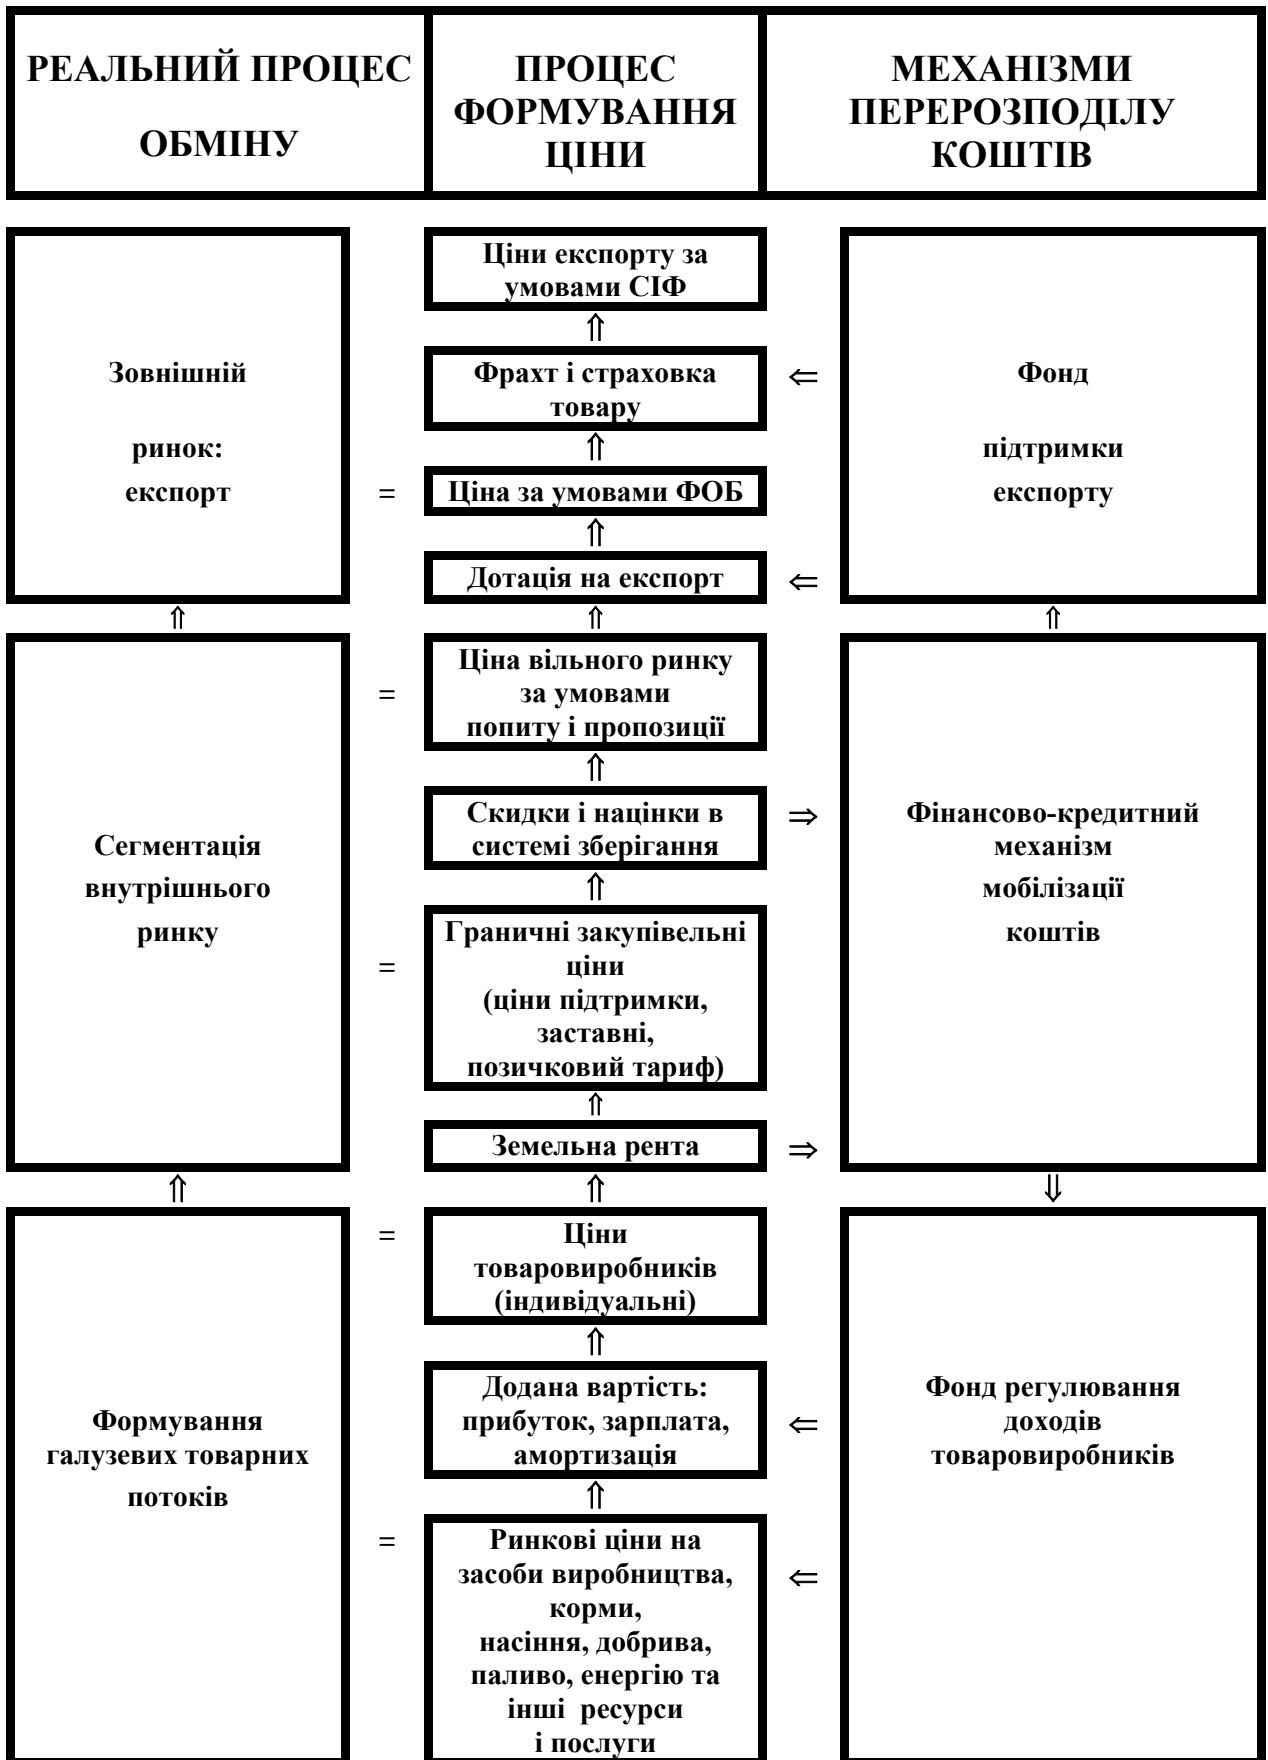 РЕАЛЬНИЙ ПРОЦЕС
ОБМІНУ
ПРОЦЕС
ФОРМУВАННЯ
ЦІНИ
МЕХАНІЗМИ
ПЕРЕРОЗПОДІЛУ
КОШТІВ
Зовнішній
ринок:
експорт
=
Ціни експорту за
умовами СІФ
⇑
Фрахт і страховка
товару
⇐
⇑
Ціна за умовами ФОБ
⇑
Дотація на експорт
⇐
Фонд
підтримки
експорту
⇑
⇑
⇑
Сегментація
внутрішнього
ринку
=
=
Ціна вільного ринку
за умовами
попиту і пропозиції
⇑
Скидки і націнки в
системі зберігання
⇒
⇑
Граничні закупівельні
ціни
(ціни підтримки,
заставні,
позичковий тариф)
⇑
Земельна рента
⇒
Фінансово-кредитний
механізм
мобілізації
коштів
⇑
⇑
⇓
Формування
галузевих товарних
потоків
=
=
Ціни
товаровиробників
(індивідуальні)
⇑
Додана вартість:
прибуток, зарплата,
амортизація
⇐
⇑
Ринкові ціни на
засоби виробництва,
корми,
насіння, добрива,
паливо, енергію та
інші ресурси
і послуги
⇐
Фонд регулювання
доходів
товаровиробників